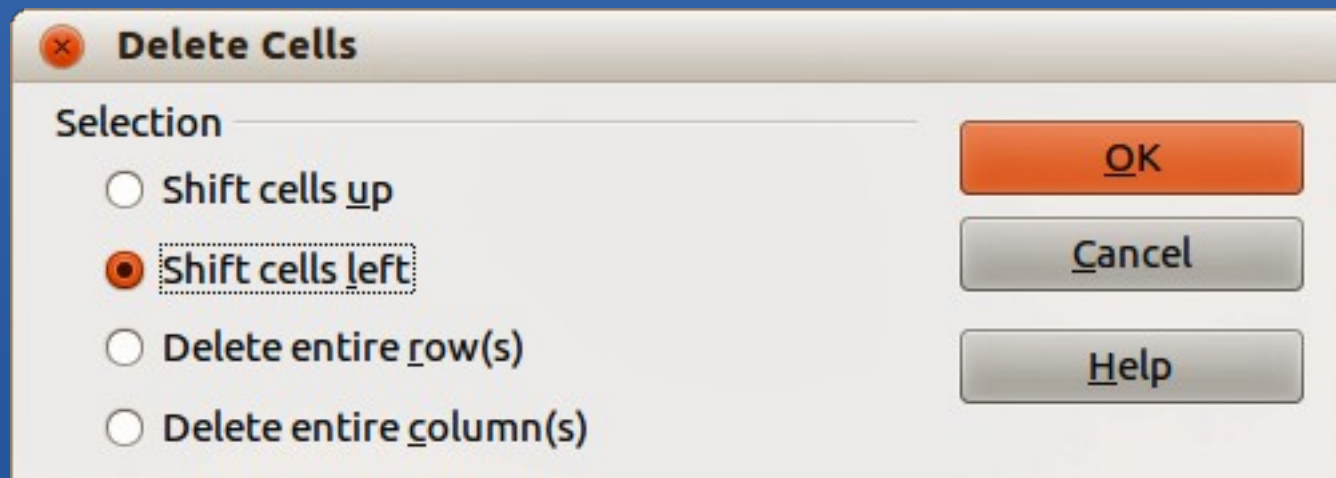 Delete Cells
Selection
Shift cells up
Shift cells left
Delete entire row(s)
Delete entire column(s)
OK
Cancel
Help